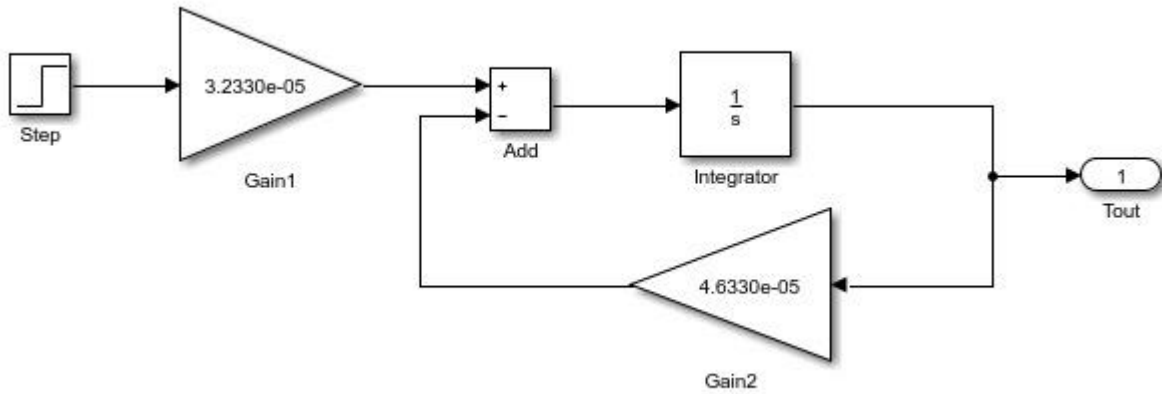 Step
3.2330e-05
Gain1
+
−
Add
1
s
Integrator
1
Tout
4.6330e-05
Gain2